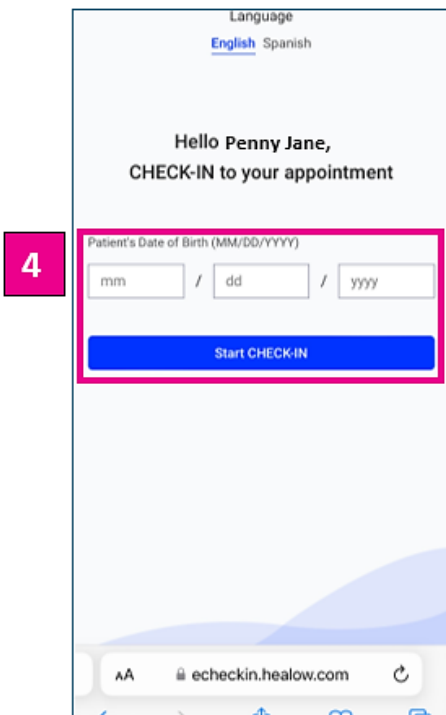 Language
English Spanish
Hello Penny Jane,
CHECK-IN to your appointment
4
Patient's Date of Birth (MM/DD/YYYY)
mm / dd / yyyy
Start CHECK-IN
AA echeckin.healow.com